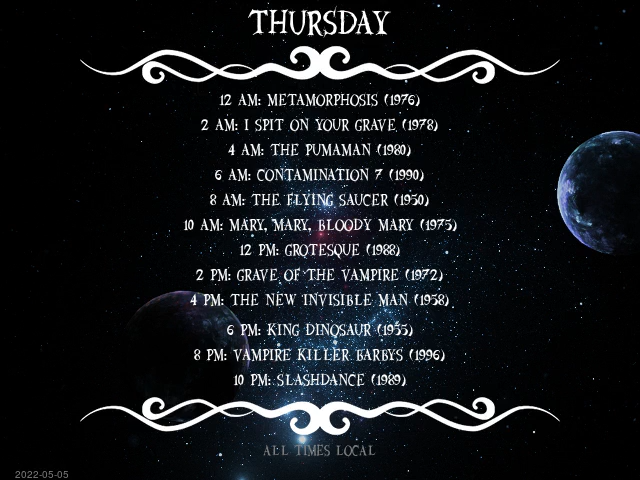 THURSDAY
12 AM: METAMORPHOSIS (1976)
2 AM: I SPIT ON YOUR GRAVE (1978)
4 AM: THE PUMAMAN (1980)
6 AM: CONTAMINATION 7 (1990)
8 AM: THE FLYING SAUCER (1950)
10 AM: MARY, MARY, BLOODY MARY (1975)
12 PM: GROTESQUE (1988)
2 PM: GRAVE OF THE VAMPIRE (1972)
4 PM: THE NEW INVISIBLE MAN (1958)
6 PM: KING DINOSAUR (1955)
8 PM: VAMPIRE KILLER BARBYS (1996)
10 PM: SLASHDANCE (1989)
ALL TIMES LOCAL
2022-05-05